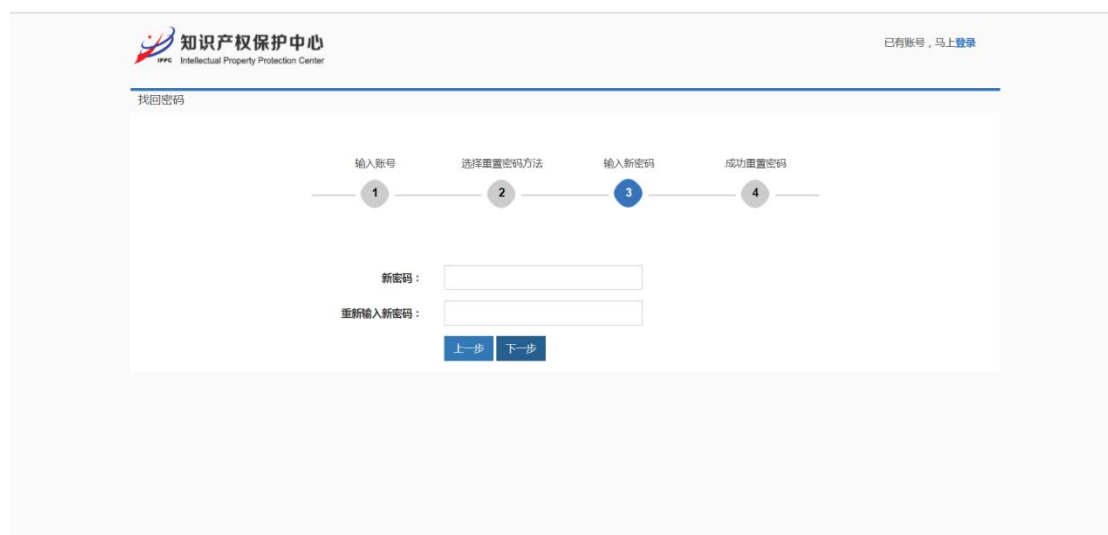 知识产权保护中心
IPPC Intellectual Property Protection Center
已有账号，马上登录
找回密码
输入账号 选择重置密码方法 输入新密码 成功重置密码
1 2 3 4
新密码：
重新输入新密码：
上一步 下一步